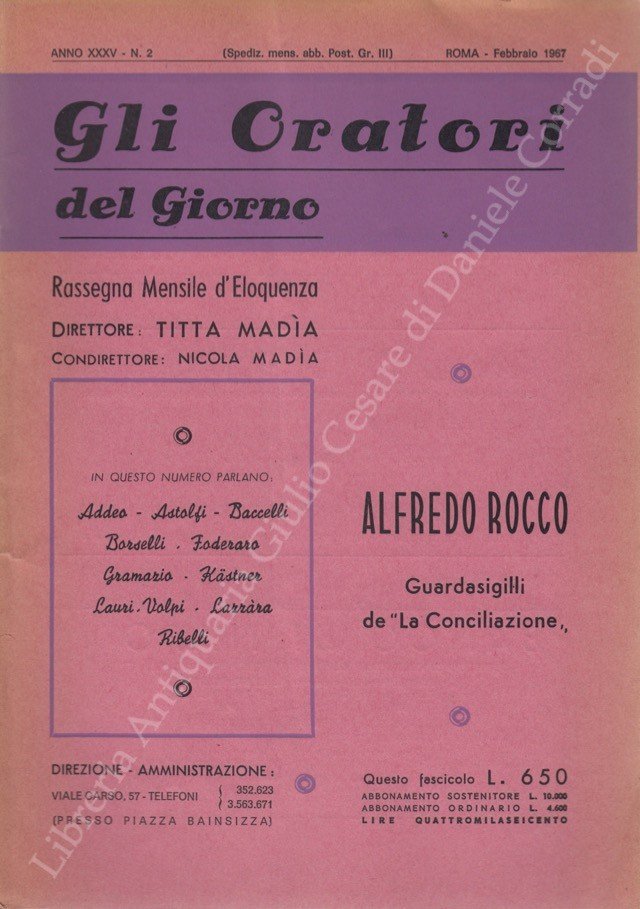 ANNO XXXV - N. 2 (Spediz. mens. abb. Post. Gr. III) ROMA - Febbraio 1967
Gli Oratori
del Giorno
Rassegna Mensile d'Eloquenza
DIRETTORE: TITTA MADÌA
CONDIRETTORE: NICOLA MADÌA
IN QUESTO NUMERO PARLANO:
Addeo - Astolfi - Baccelli
Borselli - Foderaro
Gramazio - Kästner
Lauri-Volpi - Lazzàra
Ribelli
ALFREDO ROCCO
Guardasigilli
de "La Conciliazione,,
DIREZIONE - AMMINISTRAZIONE:
VIALE CARSO, 57 - TELEFONI { 352.623
3.563.671
(PRESSO PIAZZA BAINSIZZA)
Questo fascicolo L. 650
ABBONAMENTO SOSTENITORE L. 10.000
ABBONAMENTO ORDINARIO L. 4.600
LIRE QUATTROMILASEICENTO
Libreria Antiquaria Giulio Cesare di Daniele Corradi